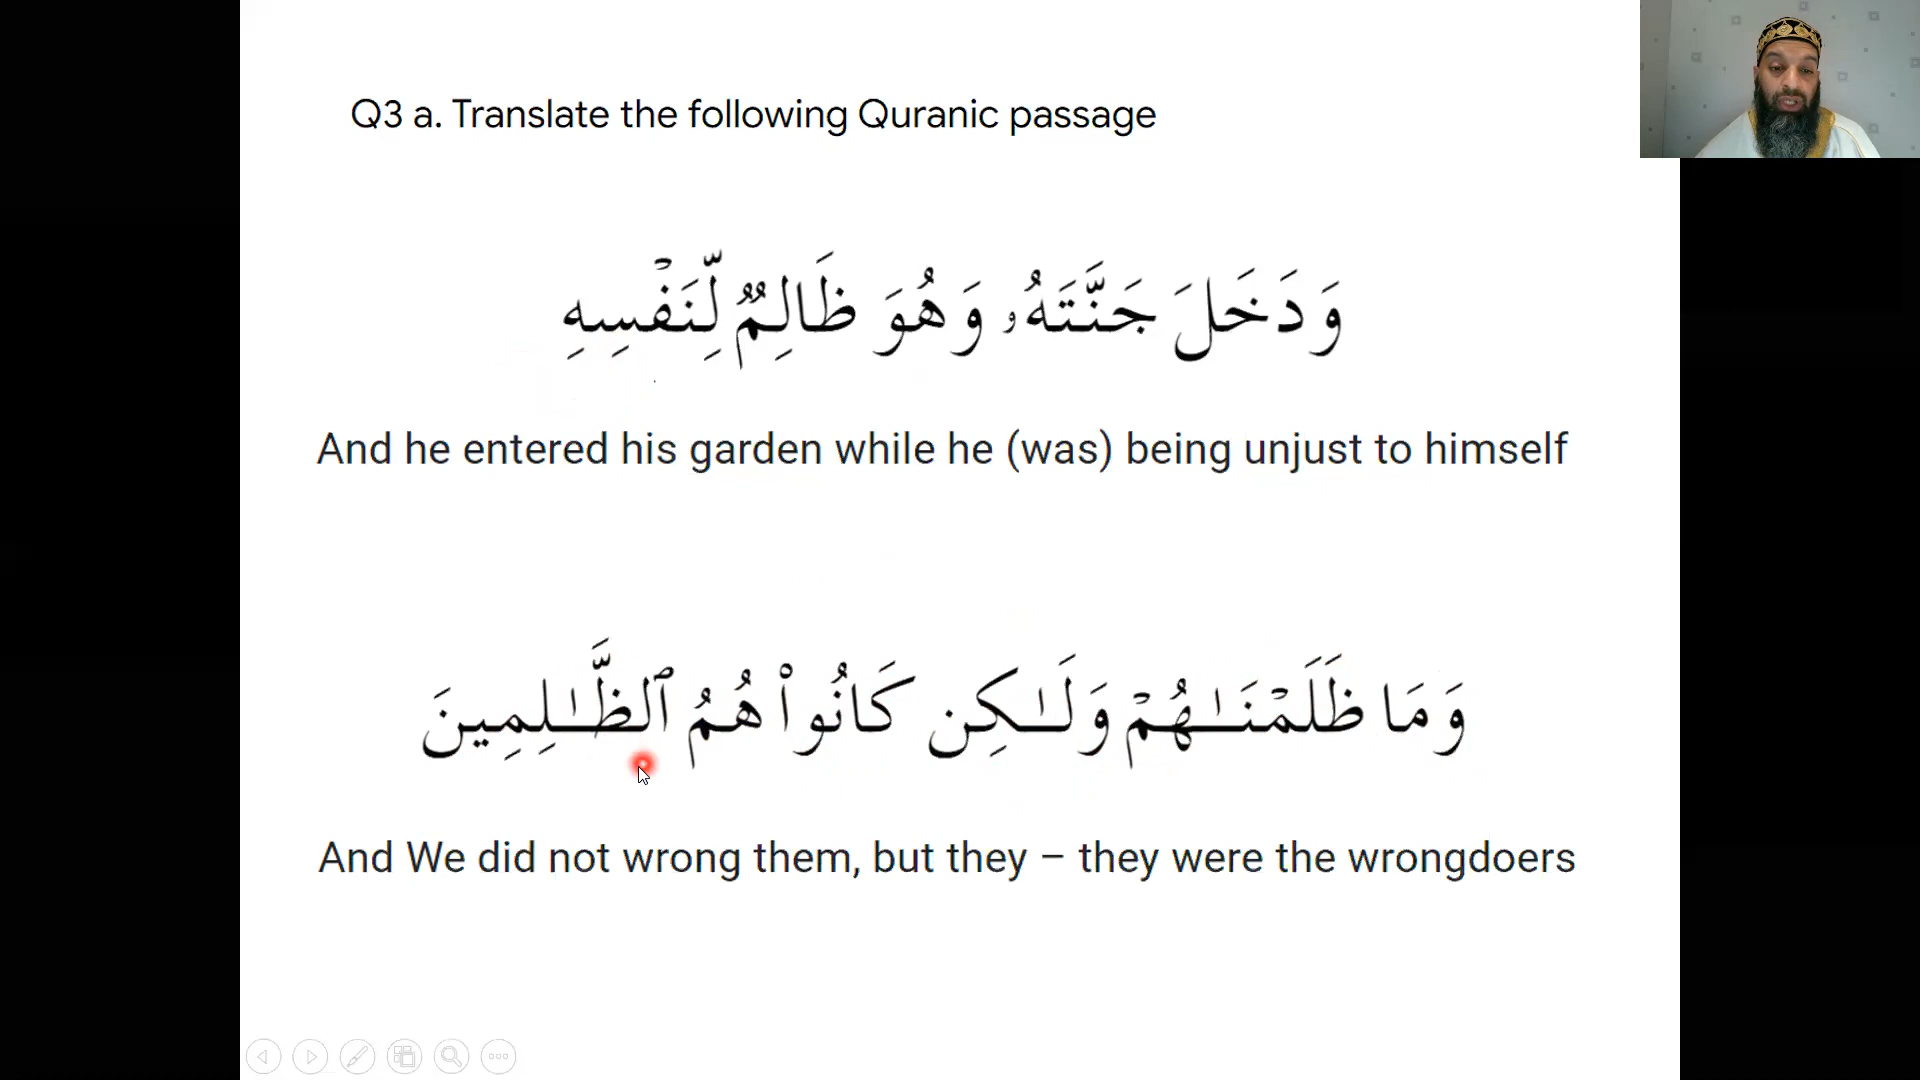 Q3 a. Translate the following Quranic passage
وَدَخَلَ جَنَّتَهُۥ وَهُوَ ظَالِمٌ لِّنَفْسِهِ
And he entered his garden while he (was) being unjust to himself
وَمَا ظَلَمْنَـٰهُمْ وَلَـٰكِن كَانُوا۟ هُمُ ٱلظَّـٰلِمِينَ
And We did not wrong them, but they – they were the wrongdoers